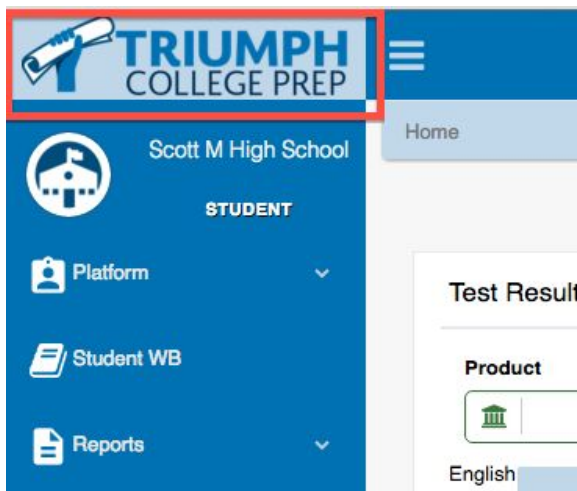 TRIUMPH
COLLEGE PREP
Home
Scott M High School
STUDENT
Platform
Student WB
Reports
Test Result
Product
English